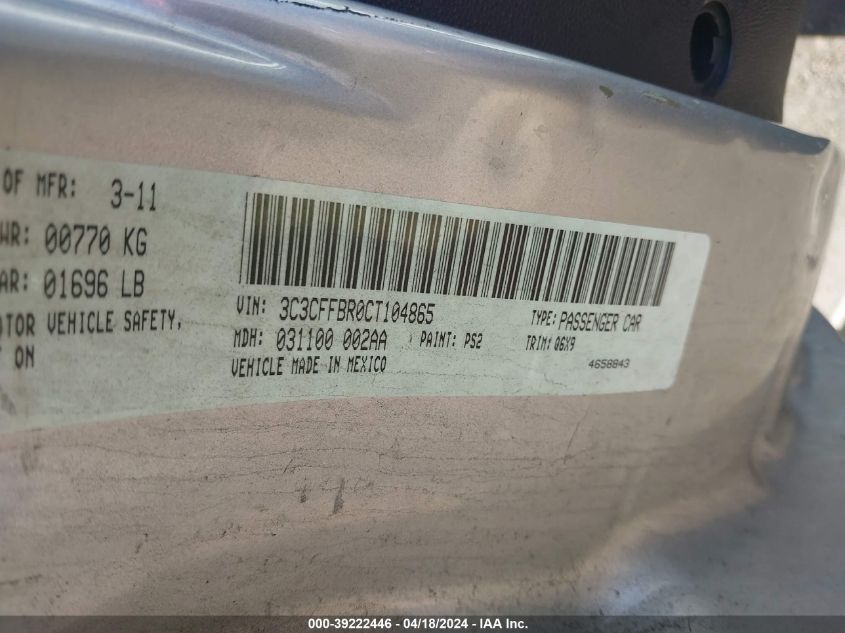 OF MFR: 3-11
WR: 00770 KG
AR: 01696 LB
OTOR VEHICLE SAFETY,
T ON
VIN: 3C3CFFBR0CT104865
TYPE: PASSENGER CAR
MDH: 031100 002AA
PAINT: PS2
TRIM: Q6X9
VEHICLE MADE IN MEXICO
4658843
000-39222446 - 04/18/2024 - IAA Inc.